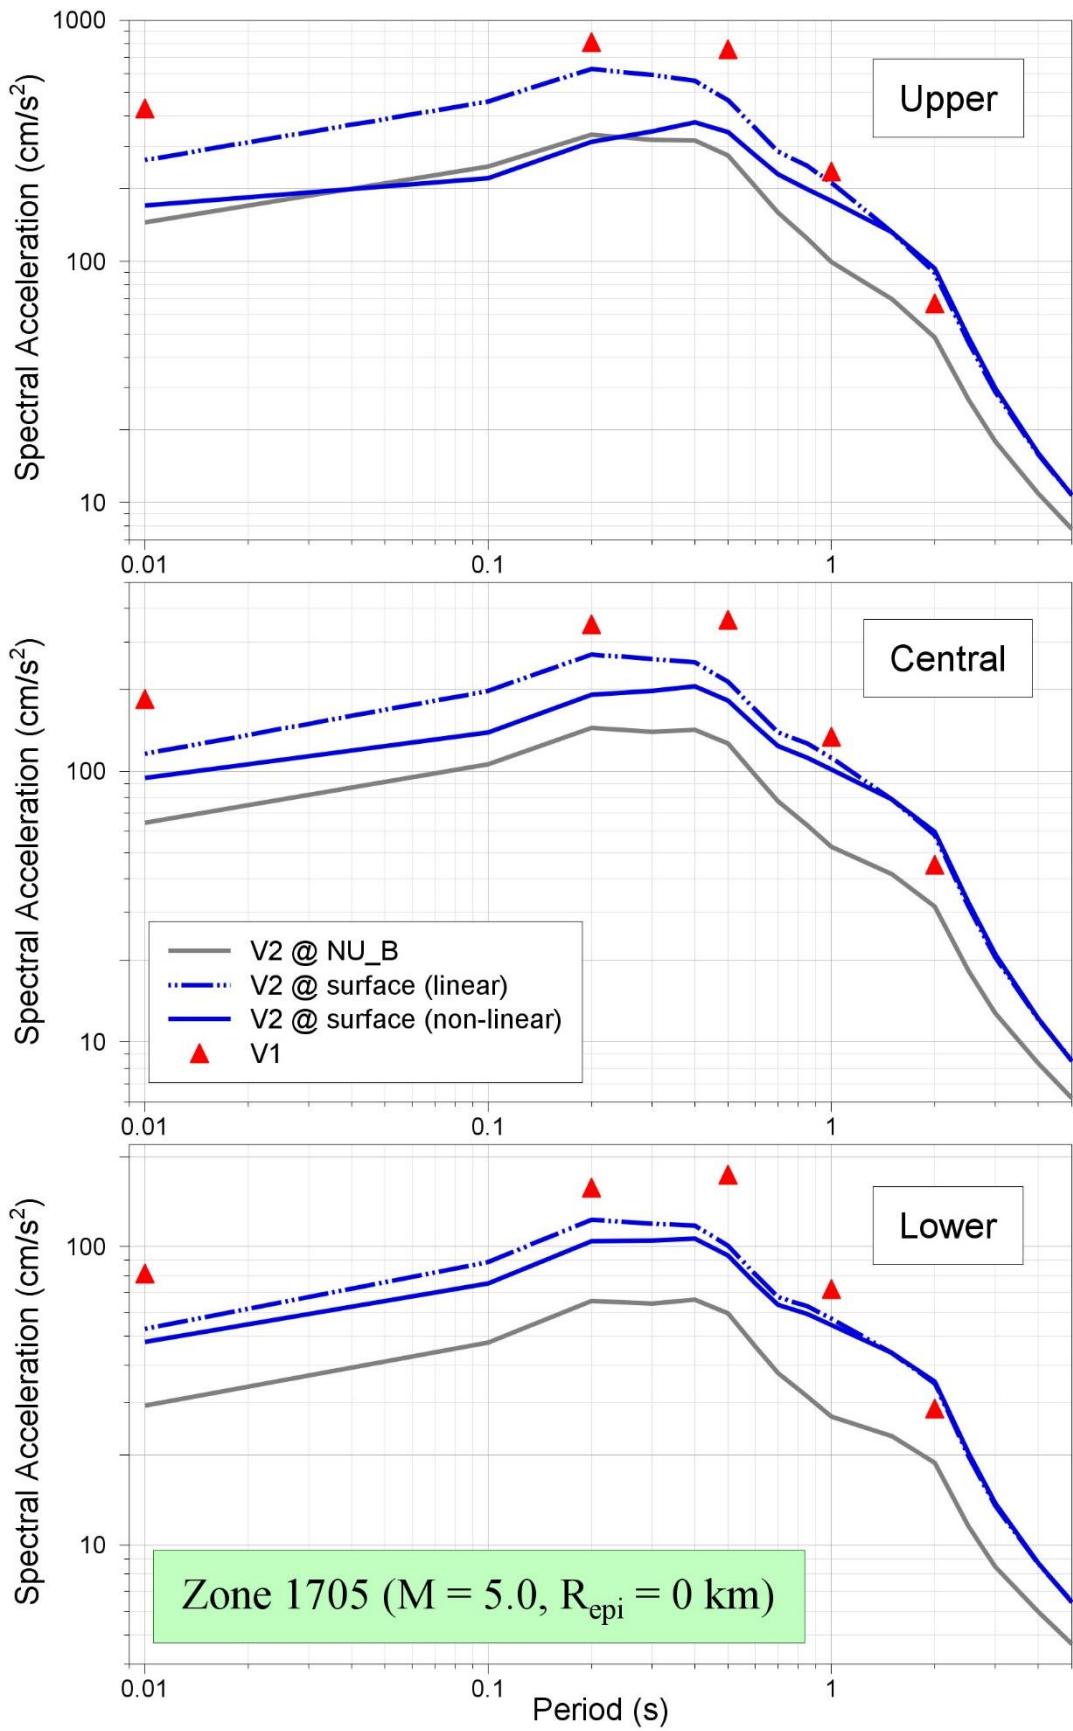 1000
100
10
Spectral Acceleration (cm/s²)
Upper
0.01 0.1 1
100
10
Spectral Acceleration (cm/s²)
Central
V2 @ NU_B
V2 @ surface (linear)
V2 @ surface (non-linear)
V1
0.01 0.1 1
100
10
Spectral Acceleration (cm/s²)
Lower
Zone 1705 (M = 5.0, Repi = 0 km)
0.01 0.1 1
Period (s)